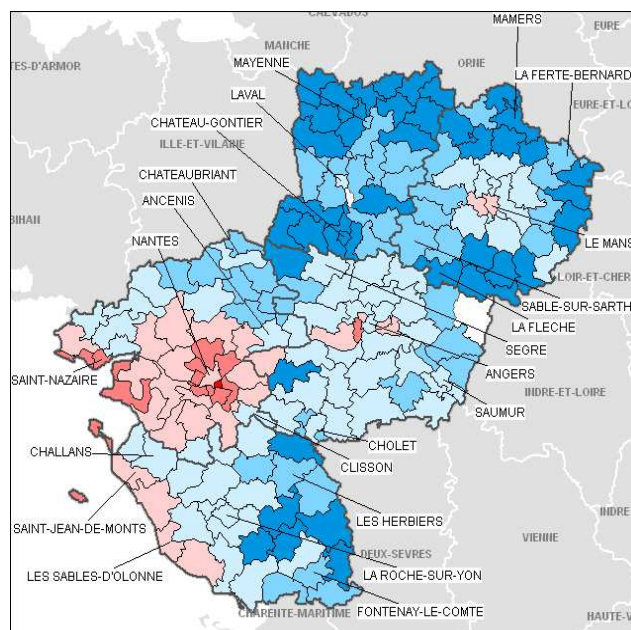 CALVADOS
MAMERS
EURE
MANCHE
MAYENNE
ORNE
TES-D'ARMOR
LA FERTE-BERNARD
LAVAL
EURE-ET-LO
CHATEAU-GONTIER
ILLE-ET-VILAINE
CHATEAUBRIANT
ANCENIS
BIHAN
NANTES
LE MANS
LOIR-ET-CHER
SABLE-SUR-SARTH
LA FLECHE
SEGRE
SAINT-NAZAIRE
ANGERS
INDRE-ET-LOIRE
SAUMUR
CHOLET
CHALLANS
CLISSON
INDRE
SAINT-JEAN-DE-MONTS
LES HERBIERS
VIENNE
DEUX-SEVRES
LES SABLES-D'OLONNE
LA ROCHE-SUR-YON
FONTENAY-LE-COMTE
CHARENTE-MARITIME
HAUTE-V